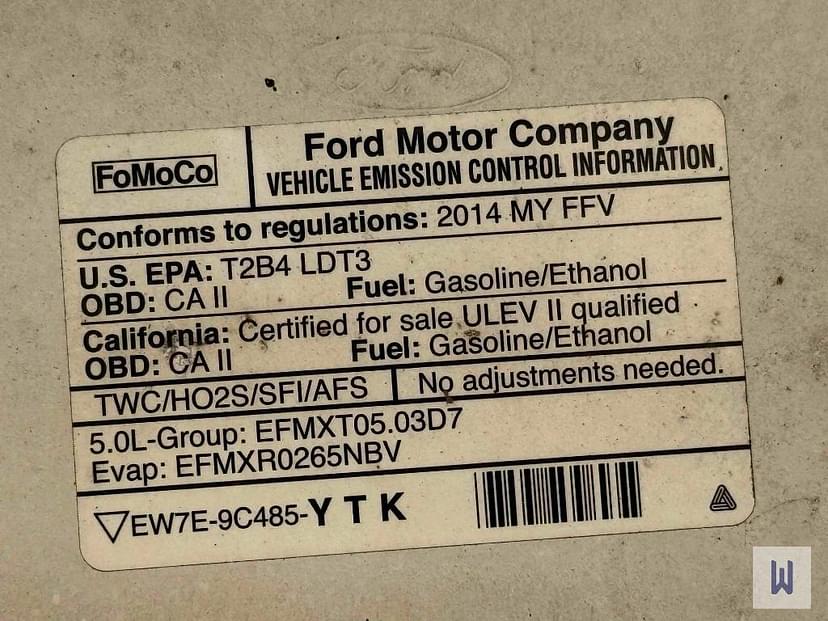 Ford
FoMoCo
Ford Motor Company
VEHICLE EMISSION CONTROL INFORMATION
Conforms to regulations: 2014 MY FFV
U.S. EPA: T2B4 LDT3
OBD: CA II Fuel: Gasoline/Ethanol
California: Certified for sale ULEV II qualified
OBD: CA II Fuel: Gasoline/Ethanol
TWC/HO2S/SFI/AFS No adjustments needed.
5.0L-Group: EFMXT05.03D7
Evap: EFMXR0265NBV
EW7E-9C485-Y T K
W